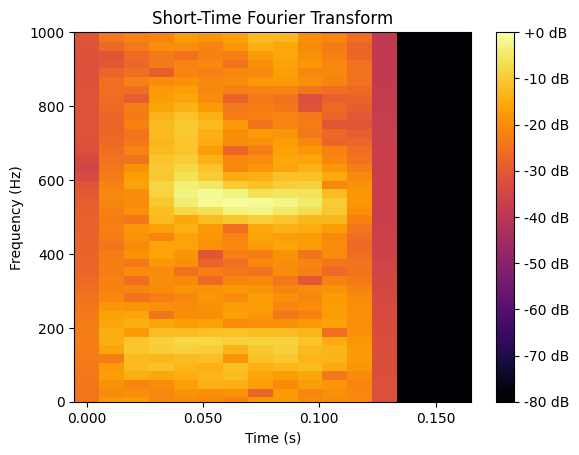 Short-Time Fourier Transform
1000
800
600
400
200
0
Frequency (Hz)
0.000
0.050
0.100
0.150
Time (s)
+0 dB
-10 dB
-20 dB
-30 dB
-40 dB
-50 dB
-60 dB
-70 dB
-80 dB